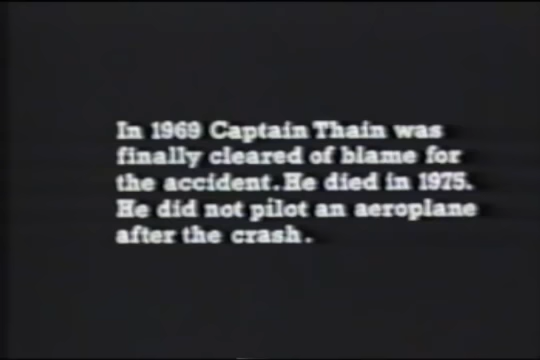 In 1969 Captain Thain was
finally cleared of blame for
the accident. He died in 1975.
He did not pilot an aeroplane
after the crash.